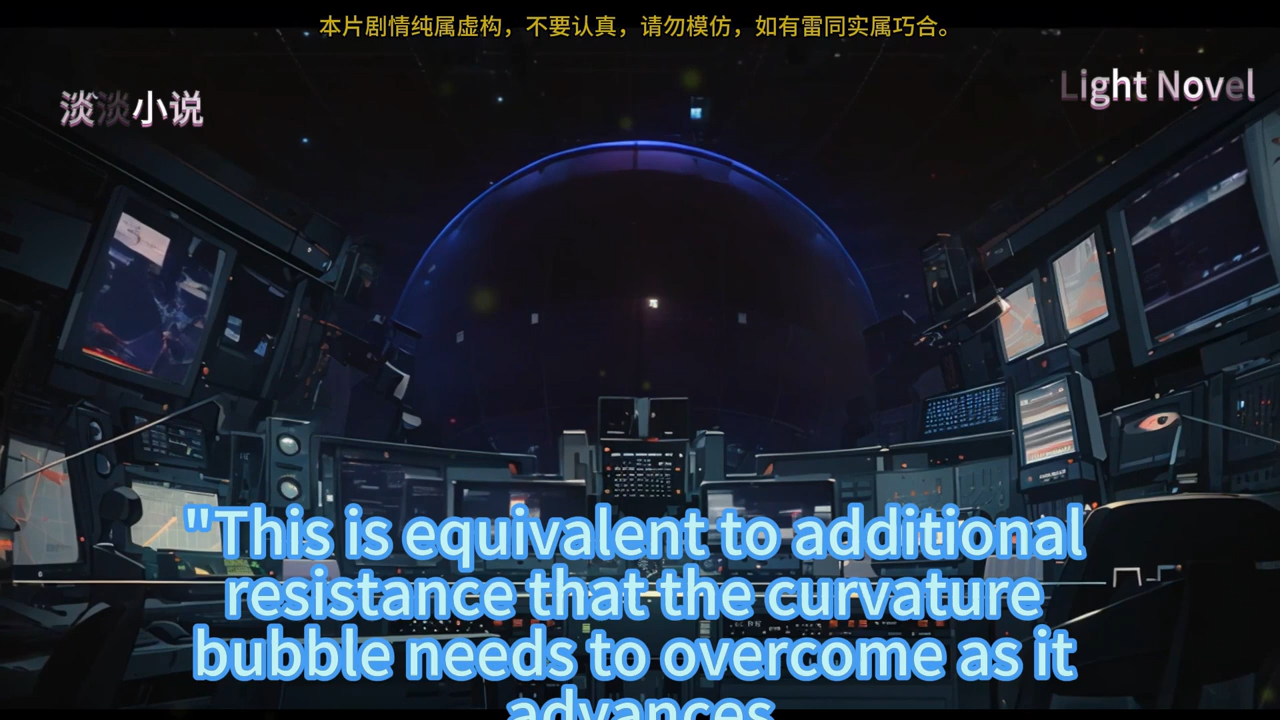 本片剧情纯属虚构，不要认真，请勿模仿，如有雷同实属巧合。
淡淡小说
Light Novel
"This is equivalent to additional
resistance that the curvature
bubble needs to overcome as it
advances